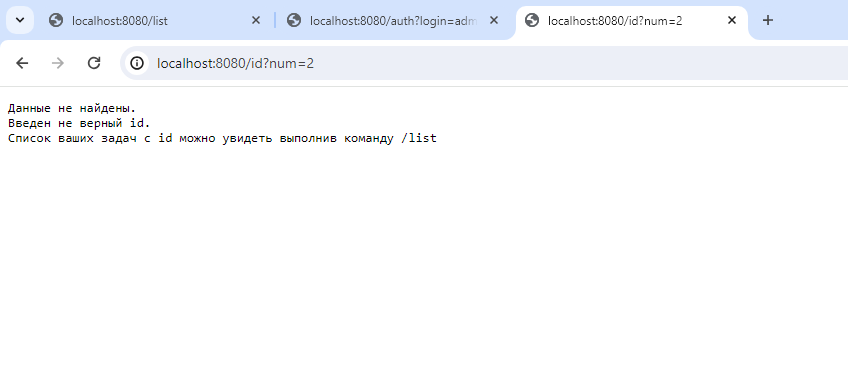 localhost:8080/list
localhost:8080/auth?login=adm
localhost:8080/id?num=2
localhost:8080/id?num=2
Данные не найдены.
Введен не верный id.
Список ваших задач с id можно увидеть выполнив команду /list